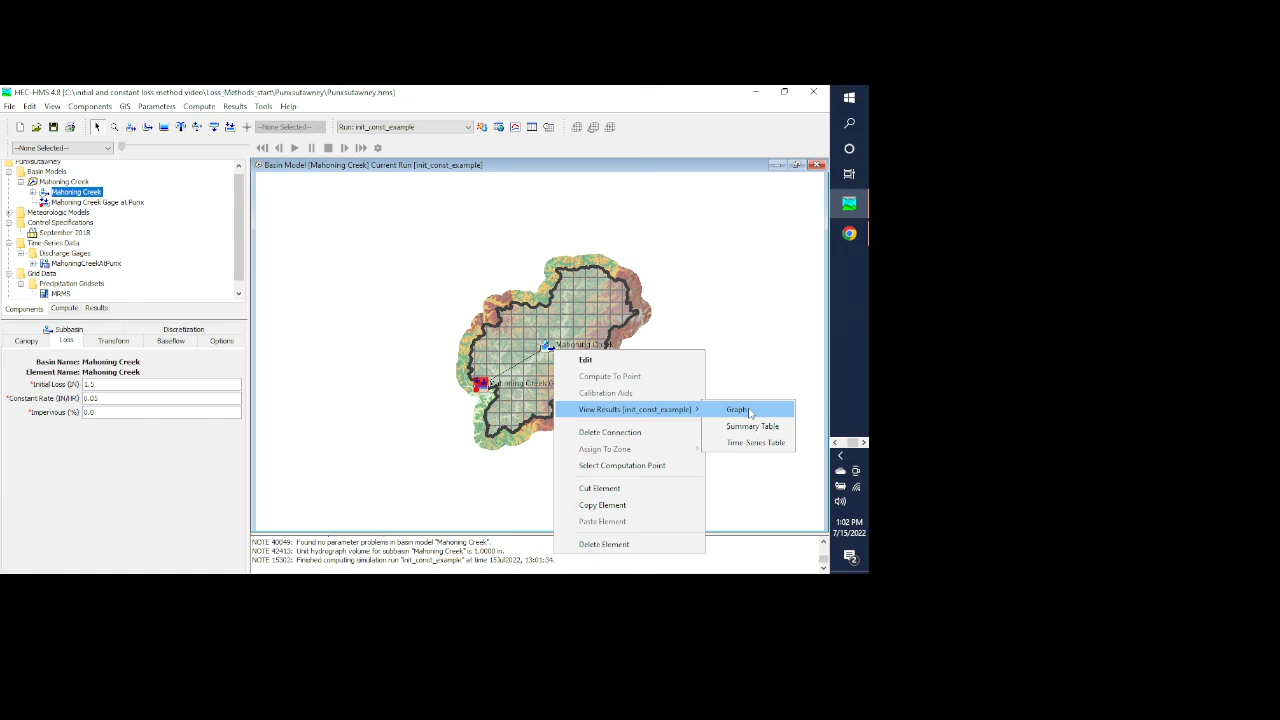 HEC-HMS 4.8 [C:\initial and constant loss method video\Loss_Methods_start\Punxsutawney\Punxsutawney.hms]
File Edit View Components GIS Parameters Compute Results Tools Help
--None Selected-- Run: init_const_example
--None Selected--
Punxsutawney
Basin Models
Mahoning Creek
Mahoning Creek
Mahoning Creek Gage at Punx
Meteorologic Models
Control Specifications
September 2018
Time-Series Data
Discharge Gages
MahoningCreekAtPunx
Grid Data
Precipitation Gridsets
MRMS
Components Compute Results
Subbasin Discretization
Canopy Loss Transform Baseflow Options
Basin Name: Mahoning Creek
Element Name: Mahoning Creek
*Initial Loss (IN) 1.5
*Constant Rate (IN/HR) 0.05
*Impervious (%) 0.0
Basin Model [Mahoning Creek] Current Run [init_const_example]
Mahoning Creek
Mahoning Creek G
Edit
Compute To Point
Calibration Aids
View Results [init_const_example]
Delete Connection
Assign To Zone
Select Computation Point
Cut Element
Copy Element
Paste Element
Delete Element
Graph
Summary Table
Time-Series Table
NOTE 40049: Found no parameter problems in basin model "Mahoning Creek".
NOTE 42413: Unit hydrograph volume for subbasin "Mahoning Creek" is 1.0000 in.
NOTE 15302: Finished computing simulation run "init_const_example" at time 15Jul2022, 13:01:34.
1:02 PM
7/15/2022
2